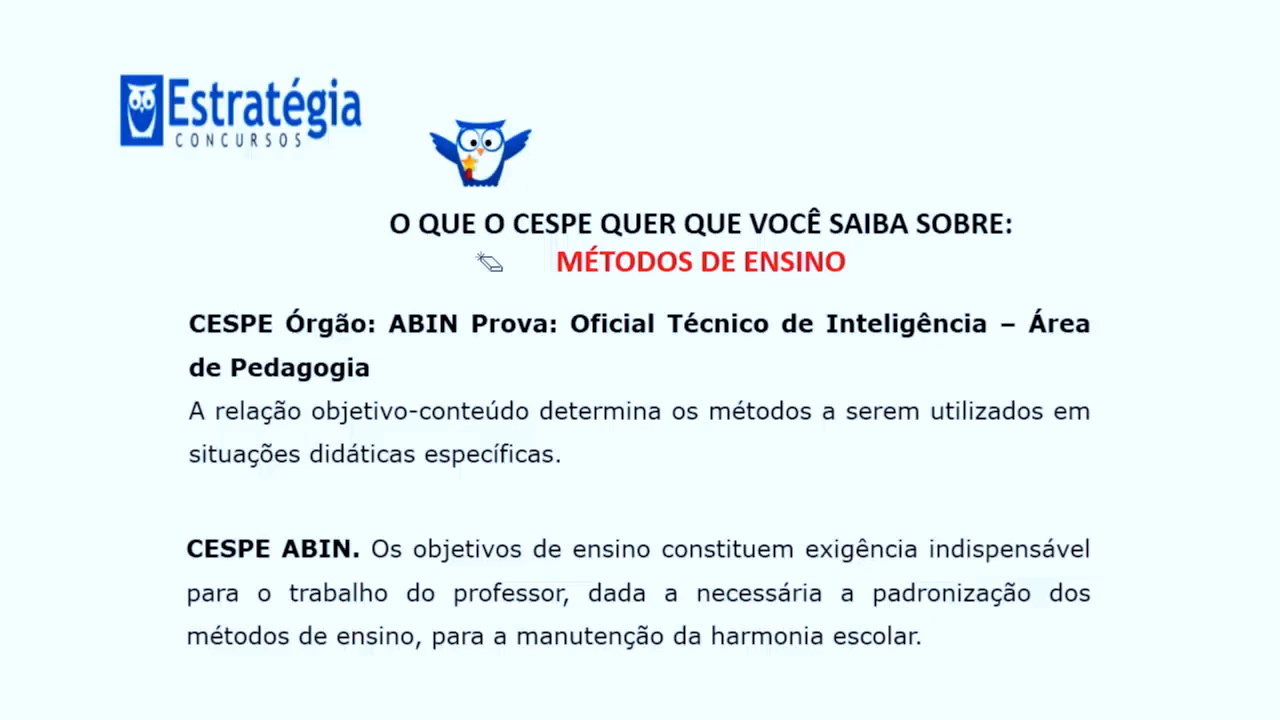 Estratégia
CONCURSOS
O QUE O CESPE QUER QUE VOCÊ SAIBA SOBRE:
MÉTODOS DE ENSINO
CESPE Órgão: ABIN Prova: Oficial Técnico de Inteligência – Área
de Pedagogia
A relação objetivo-conteúdo determina os métodos a serem utilizados em
situações didáticas específicas.
CESPE ABIN. Os objetivos de ensino constituem exigência indispensável
para o trabalho do professor, dada a necessária a padronização dos
métodos de ensino, para a manutenção da harmonia escolar.